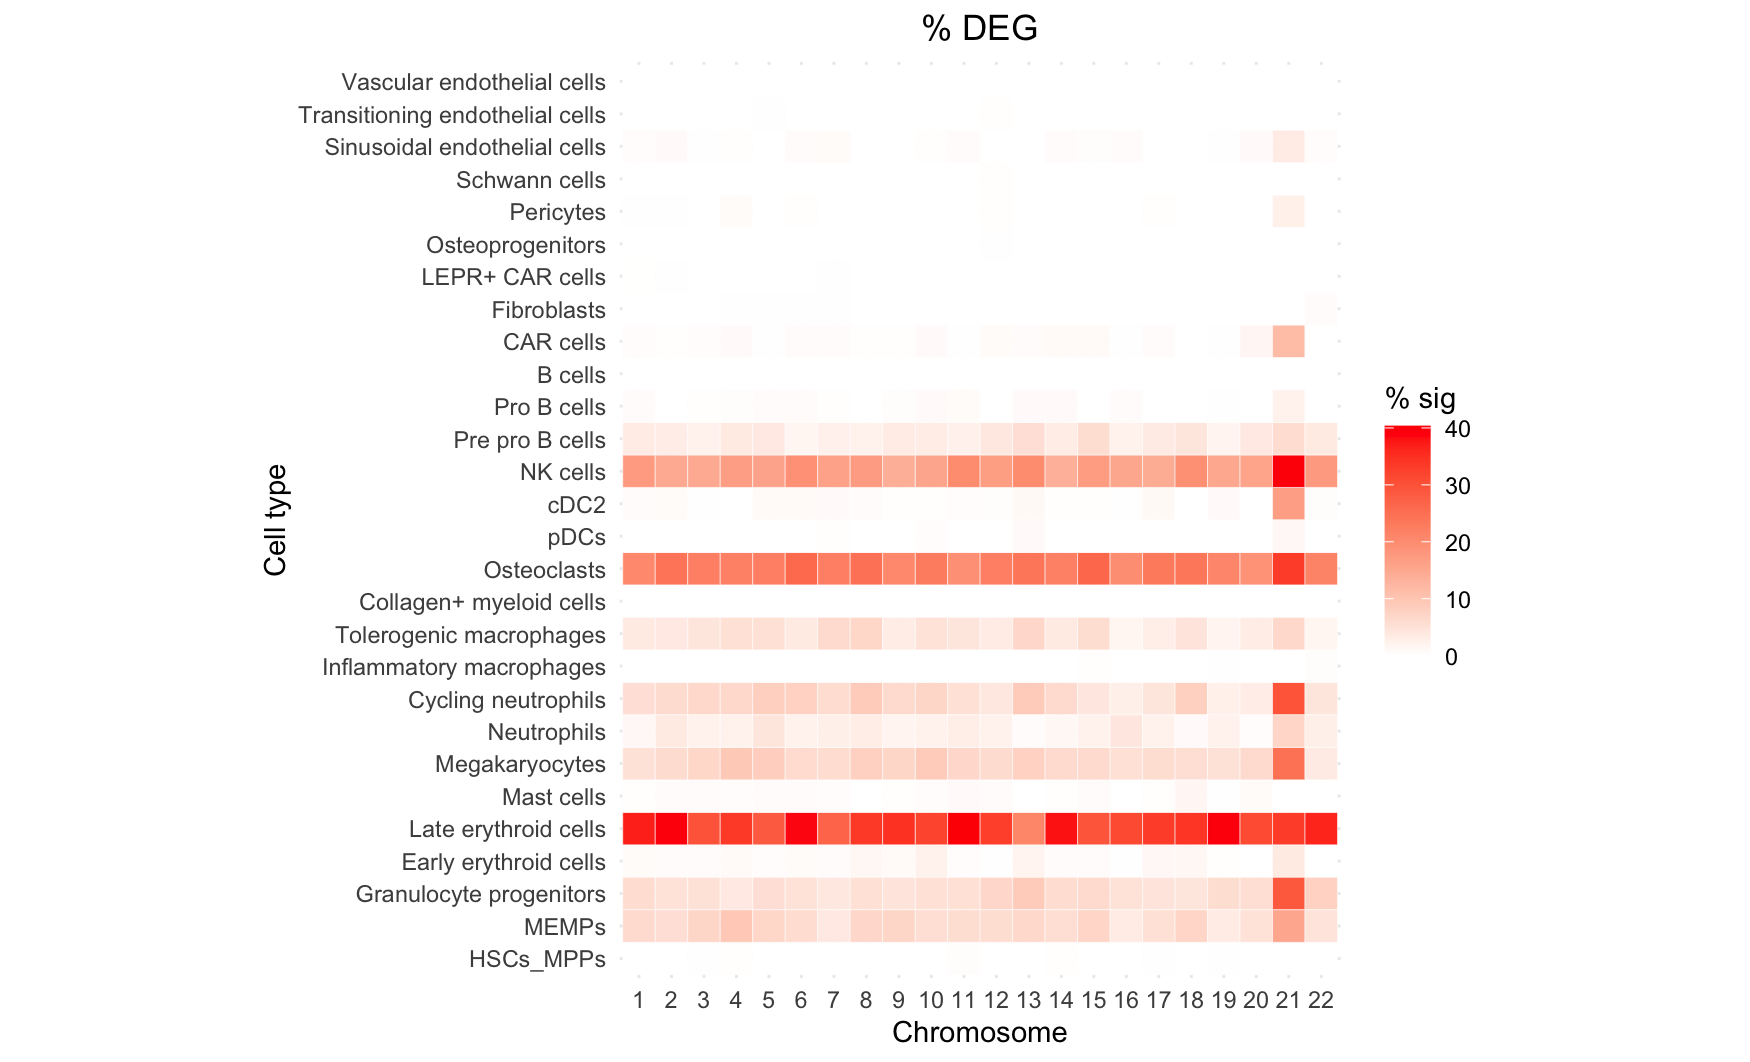 % DEG
Vascular endothelial cells
Transitioning endothelial cells
Sinusoidal endothelial cells
Schwann cells
Pericytes
Osteoprogenitors
LEPR+ CAR cells
Fibroblasts
CAR cells
B cells
Pro B cells
Pre pro B cells
NK cells
cDC2
pDCs
Osteoclasts
Collagen+ myeloid cells
Tolerogenic macrophages
Inflammatory macrophages
Cycling neutrophils
Neutrophils
Megakaryocytes
Mast cells
Late erythroid cells
Early erythroid cells
Granulocyte progenitors
MEMPs
HSCs_MPPs
Cell type
1 2 3 4 5 6 7 8 9 10 11 12 13 14 15 16 17 18 19 20 21 22
Chromosome
% sig
40
30
20
10
0